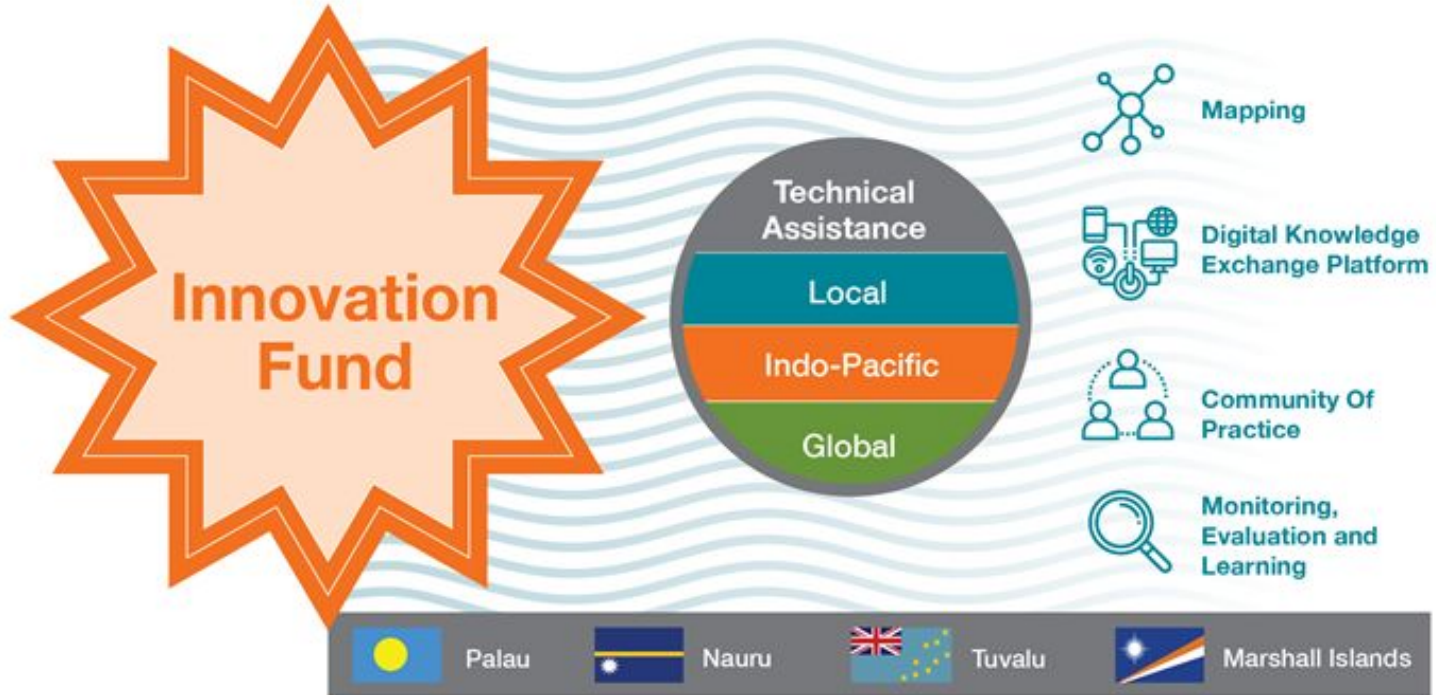 Innovation
Fund
Technical
Assistance
Local
Indo-Pacific
Global
Mapping
Digital Knowledge
Exchange Platform
Community Of
Practice
Monitoring,
Evaluation and
Learning
Palau
Nauru
Tuvalu
Marshall Islands